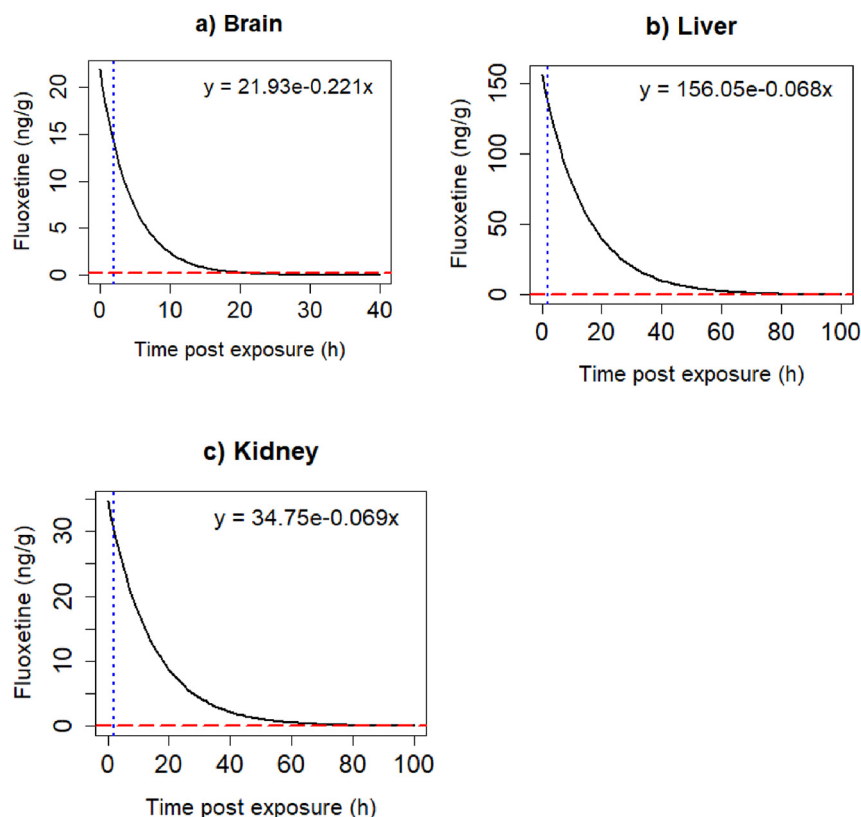 a) Brain
y = 21.93e-0.221x
Fluoxetine (ng/g)
20
15
10
5
0
0 10 20 30 40
Time post exposure (h)
b) Liver
y = 156.05e-0.068x
Fluoxetine (ng/g)
150
100
50
0
0 20 40 60 80 100
Time post exposure (h)
c) Kidney
y = 34.75e-0.069x
Fluoxetine (ng/g)
30
20
10
0
0 20 40 60 80 100
Time post exposure (h)